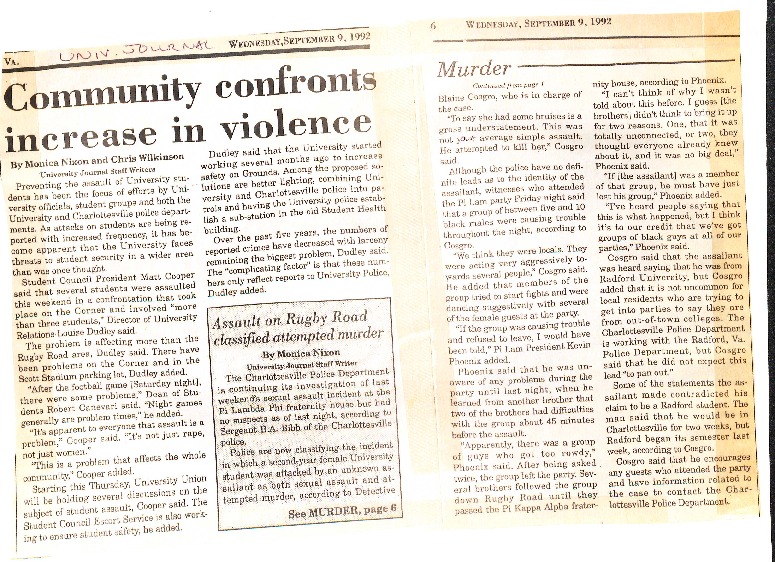 VA.
UNIV. JOURNAL
WEDNESDAY, SEPTEMBER 9, 1992
Community confronts
increase in violence
By Monica Nixon and Chris Wilkinson
University Journal Staff Writers
Preventing the assault of University stu-
dents has been the focus of efforts by Uni-
versity officials, student groups and both the
University and Charlottesville police depart-
ments. As attacks on students are being re-
ported with increased frequency, it has be-
come apparent that the University faces
threats to student security in a wider area
than was once thought.
Student Council President Matt Cooper
said that several students were assaulted
this weekend in a confrontation that took
place on the Corner and involved "more
than three students," Director of University
Relations Louise Dudley said.
The problem is affecting more than the
Rugby Road area, Dudley said. There have
been problems on the Corner and in the
Scott Stadium parking lot, Dudley added.
"After the football game [Saturday night],
there were some problems," Dean of Stu-
dents Robert Canevari said. "Night games
generally are problem times," he added.
"It's apparent to everyone that assault is a
problem," Cooper said. "It's not just rape,
not just women."
"This is a problem that affects the whole
community," Cooper added.
Starting this Thursday, University Union
will be holding several discussions on the
subject of student assault, Cooper said. The
Student Council Escort Service is also work-
ing to ensure student safety, he added.
Dudley said that the University started
working several months ago to increase
safety on Grounds. Among the proposed so-
lutions are better lighting, combining Uni-
versity and Charlottesville police into pa-
trols and having the University police estab-
lish a sub-station in the old Student Health
building.
Over the past five years, the numbers of
reported crimes have decreased with larceny
remaining the biggest problem, Dudley said.
The "complicating factor" is that these num-
bers only reflect reports to University Police,
Dudley added.
Assault on Rugby Road
classified attempted murder
By Monica Nixon
University Journal Staff Writer
The Charlottesville Police Department
is continuing its investigation of last
weekend's sexual assault incident at the
Pi Lambda Phi fraternity house but had
no suspects as of last night, according to
Sergeant B.A. Bibb of the Charlottesville
police.
Police are now classifying the incident
in which a second-year female University
student was attacked by an unknown as-
sailant as both sexual assault and at-
tempted murder, according to Detective
See MURDER, page 6
6
WEDNESDAY, SEPTEMBER 9, 1992
Murder
Continued from page 1
Blaine Cosgro, who is in charge of
the case.
"To say she had some bruises is a
gross understatement. This was
not your average simple assault.
He attempted to kill her," Cosgro
said.
Although the police have no defi-
nite leads as to the identity of the
assailant, witnesses who attended
the Pi Lam party Friday night said
that a group of between five and 10
black males were causing trouble
throughout the night, according to
Cosgro.
"We think they were locals. They
were acting very aggressively to-
wards several people," Cosgro said.
He added that members of the
group tried to start fights and were
dancing suggestively with several
of the female guests at the party.
"If the group was causing trouble
and refused to leave, I would have
been told," Pi Lam President Kevin
Phoenix added.
Phoenix said that he was un-
aware of any problems during the
party until last night, when he
learned from another brother that
two of the brothers had difficulties
with the group about 45 minutes
before the assault.
"Apparently, there was a group
of guys who got too rowdy,"
Phoenix said. After being asked
twice, the group left the party. Sev-
eral brothers followed the group
down Rugby Road until they
passed the Pi Kappa Alpha frater-
nity house, according to Phoenix.
"I can't think of why I wasn't
told about this before. I guess [the
brothers] didn't think to bring it up
for two reasons. One, that it was
totally unconnected, or two, they
thought everyone already knew
about it, and it was no big deal,"
Phoenix said.
"If [the assailant] was a member
of that group, he must have just
lost his group," Phoenix added.
"I've heard people saying that
this is what happened, but I think
it's to our credit that we've got
groups of black guys at all of our
parties," Phoenix said.
Cosgro said that the assailant
was heard saying that he was from
Radford University, but Cosgro
added that it is not uncommon for
local residents who are trying to
get into parties to say they are
from out-of-town colleges. The
Charlottesville Police Department
is working with the Radford, Va.
Police Department, but Cosgro
said that he did not expect this
lead "to pan out."
Some of the statements the as-
sailant made contradicted his
claim to be a Radford student. The
man said that he would be in
Charlottesville for two weeks, but
Radford began its semester last
week, according to Cosgro.
Cosgro said that he encourages
any guests who attended the party
and have information related to
the case to contact the Char-
lottesville Police Department.